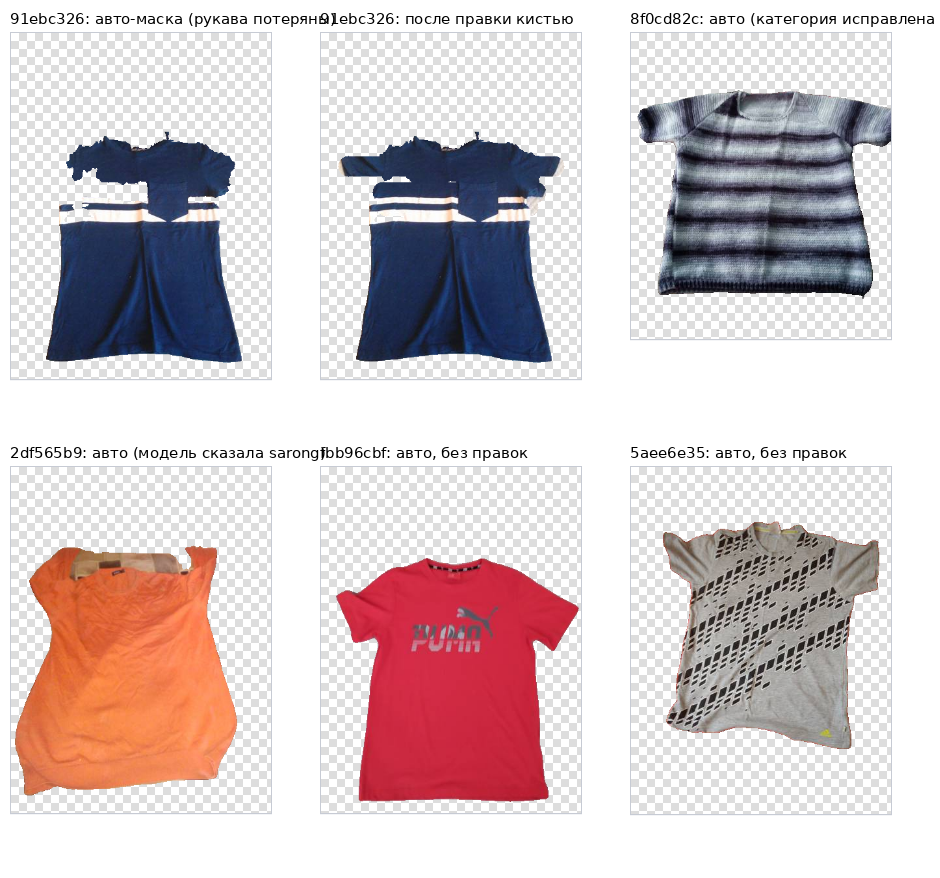 91ebc326: авто-маска (рукава потеряны)
91ebc326: после правки кистью
8f0cd82c: авто (категория исправлена
2df565b9: авто (модель сказала sarong)
fbb96cbf: авто, без правок
5aee6e35: авто, без правок
PUMA